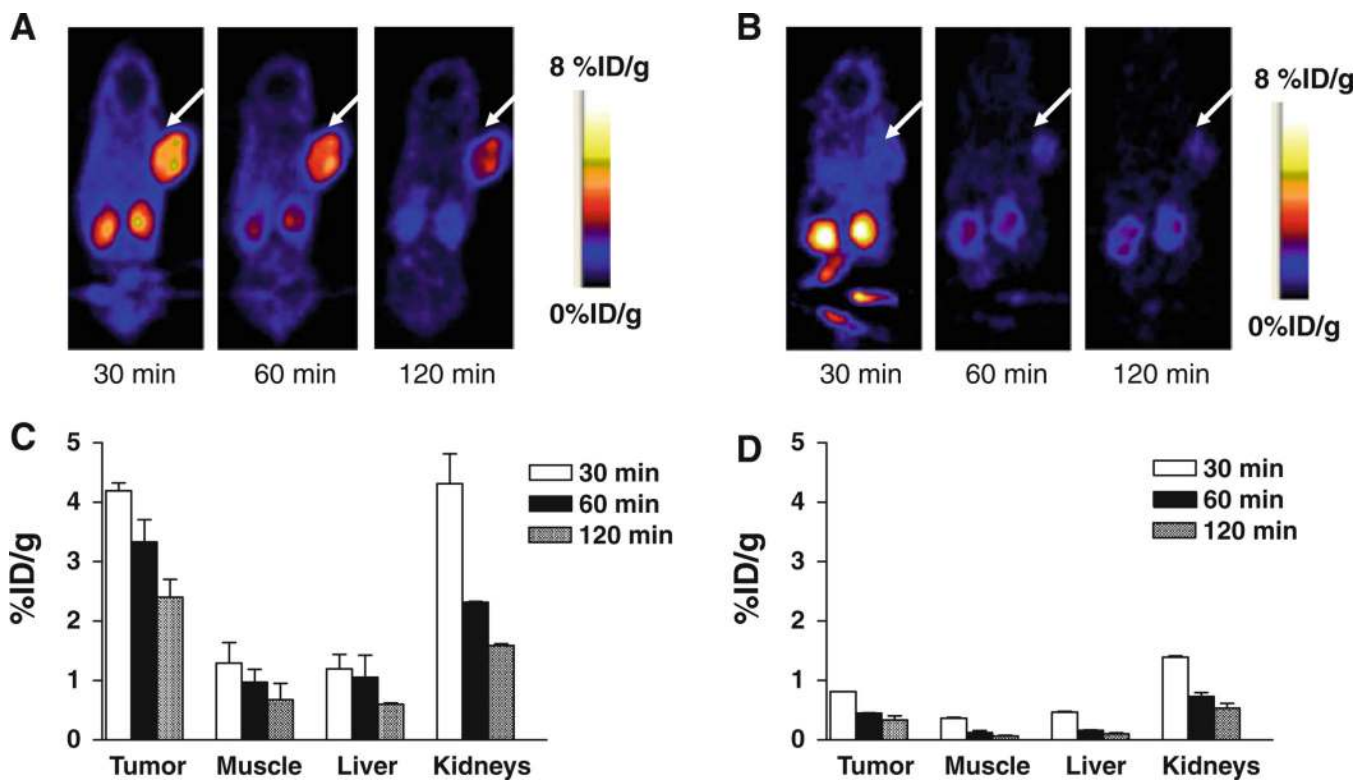 A
8 %ID/g
0%ID/g
30 min
60 min
120 min
B
8 %ID/g
0%ID/g
30 min
60 min
120 min
C
%ID/g
5
4
3
2
1
0
30 min
60 min
120 min
Tumor
Muscle
Liver
Kidneys
D
%ID/g
5
4
3
2
1
0
30 min
60 min
120 min
Tumor
Muscle
Liver
Kidneys